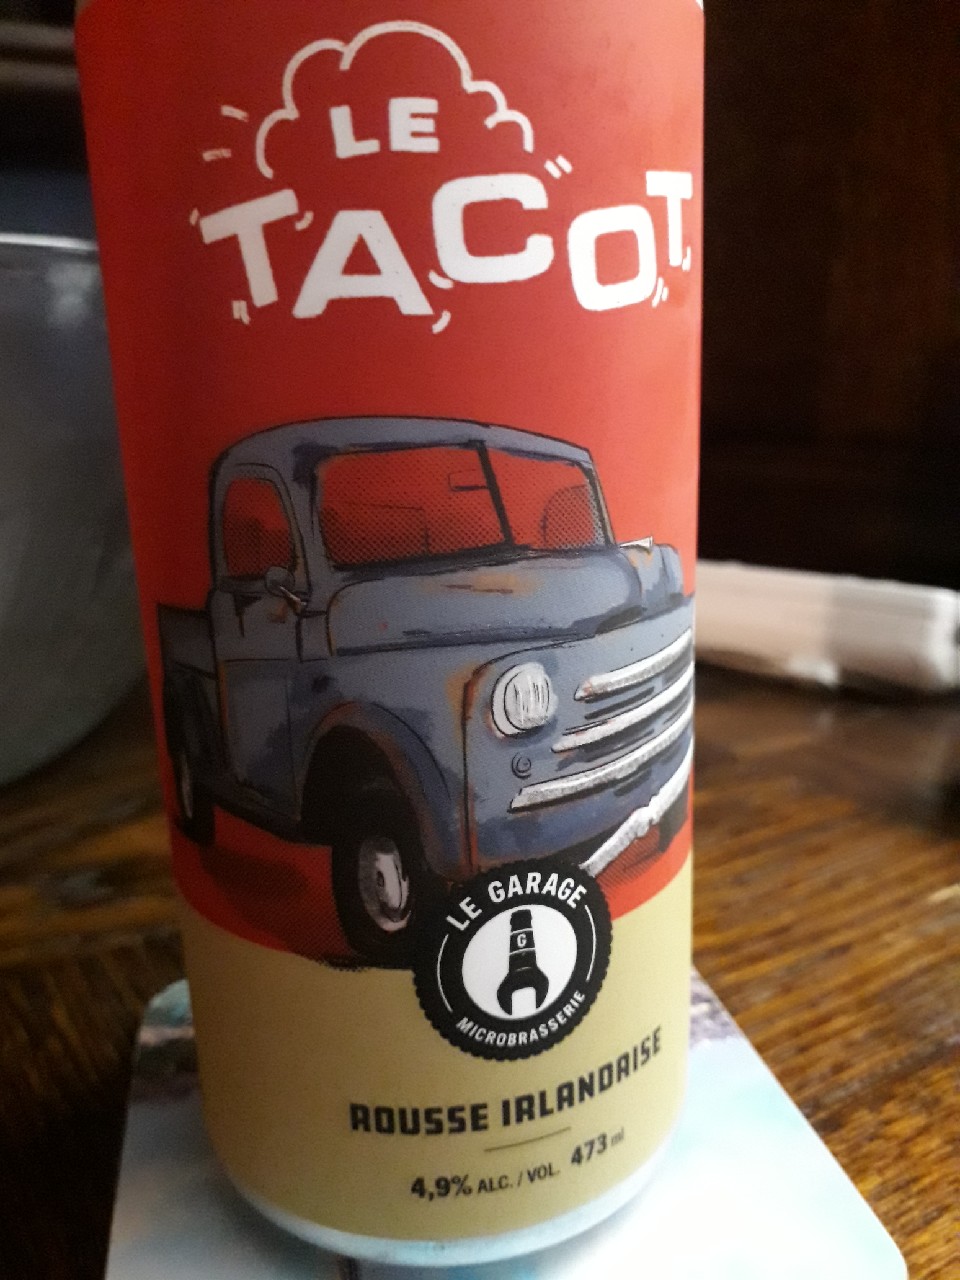 LE
TACOT
LE GARAGE
G
MICROBRASSERIE
ROUSSE IRLANDAISE
4,9% ALC. / VOL. 473 ml